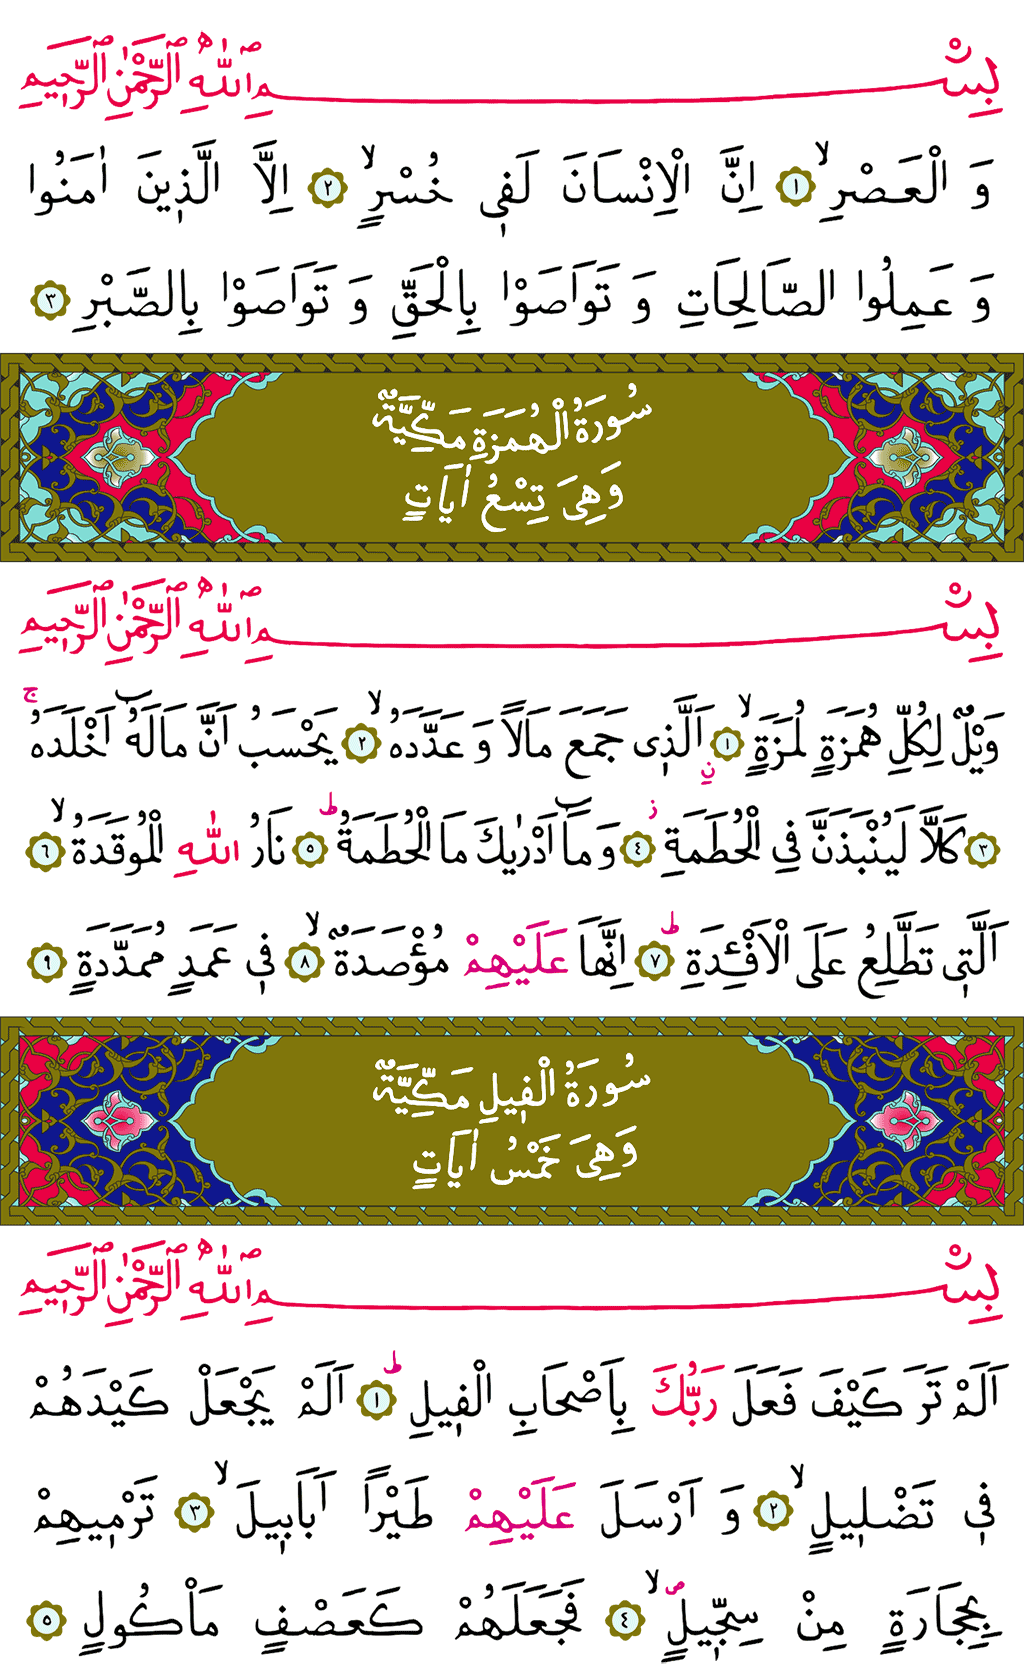 بِسْمِ اللّٰهِ الرَّحْمٰنِ الرَّحٖيمِ
وَ الْعَصْرِۙ ﴿١﴾ اِنَّ الْاِنْسَانَ لَفٖى خُسْرٍۙ ﴿٢﴾ اِلَّا الَّذٖينَ اٰمَنُوا
وَ عَمِلُوا الصَّالِحَاتِ وَ تَوَاصَوْا بِالْحَقِّ وَ تَوَاصَوْا بِالصَّبْرِ ﴿٣﴾
سُورَةُ الْهُمَزَةِ مَكِّيَّةٌ
وَهِىَ تِسْعُ اٰيَاتٍ
بِسْمِ اللّٰهِ الرَّحْمٰنِ الرَّحٖيمِ
وَيْلٌ لِكُلِّ هُمَزَةٍ لُمَزَةٍۙ ﴿١﴾ اَلَّذٖى جَمَعَ مَالًا وَ عَدَّدَهُۙ ﴿٢﴾ يَحْسَبُ اَنَّ مَالَهُٓ اَخْلَدَهُۚ
﴿٣﴾ كَلَّا لَيُنْبَذَنَّ فِى الْحُطَمَةِؗ ﴿٤﴾ وَ مَٓا اَدْرٰيكَ مَا الْحُطَمَةُؕ ﴿٥﴾ نَارُ اللّٰهِ الْمُوقَدَةُۙ ﴿٦﴾
اَلَّتٖى تَطَّلِعُ عَلَى الْاَفْـِٔدَةِؕ ﴿٧﴾ اِنَّهَا عَلَيْهِمْ مُؤْصَدَةٌۙ ﴿٨﴾ فٖى عَمَدٍ مُمَدَّدَةٍ ﴿٩﴾
سُورَةُ الْفٖيلِ مَكِّيَّةٌ
وَهِىَ خَمْسُ اٰيَاتٍ
بِسْمِ اللّٰهِ الرَّحْمٰنِ الرَّحٖيمِ
اَلَمْ تَرَ كَيْفَ فَعَلَ رَبُّكَ بِاَصْحَابِ الْفٖيلِؕ ﴿١﴾ اَلَمْ يَجْعَلْ كَيْدَهُمْ
فٖى تَضْلٖيلٍۙ ﴿٢﴾ وَ اَرْسَلَ عَلَيْهِمْ طَيْرًا اَبَابٖيلَۙ ﴿٣﴾ تَرْمٖيهِمْ
بِحِجَارَةٍ مِنْ سِجّٖيلٍۙ ﴿٤﴾ فَجَعَلَهُمْ كَعَصْفٍ مَاْكُولٍ ﴿٥﴾